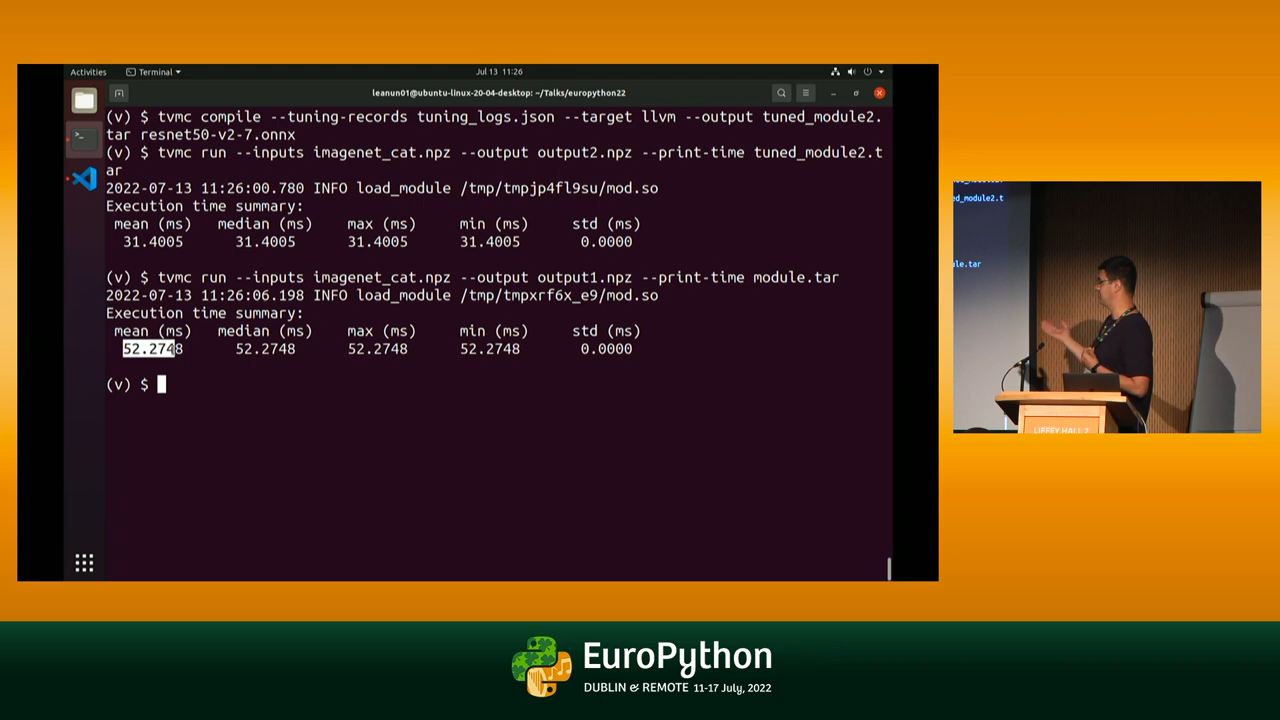 Activities Terminal Jul 13 11:26
leanun01@ubuntu-linux-20-04-desktop: ~/Talks/europython22
(v) $ tvmc compile --tuning-records tuning_logs.json --target llvm --output tuned_module2.
tar resnet50-v2-7.onnx
(v) $ tvmc run --inputs imagenet_cat.npz --output output2.npz --print-time tuned_module2.t
ar
2022-07-13 11:26:00.780 INFO load_module /tmp/tmpjp4fl9su/mod.so
Execution time summary:
mean (ms) median (ms) max (ms) min (ms) std (ms)
31.4005 31.4005 31.4005 31.4005 0.0000
(v) $ tvmc run --inputs imagenet_cat.npz --output output1.npz --print-time module.tar
2022-07-13 11:26:06.198 INFO load_module /tmp/tmpxrf6x_e9/mod.so
Execution time summary:
mean (ms) median (ms) max (ms) min (ms) std (ms)
52.2748 52.2748 52.2748 52.2748 0.0000
(v) $
ed_module2.t
le.tar
LIFFEY HALL 2
EuroPython
DUBLIN & REMOTE 11-17 July, 2022